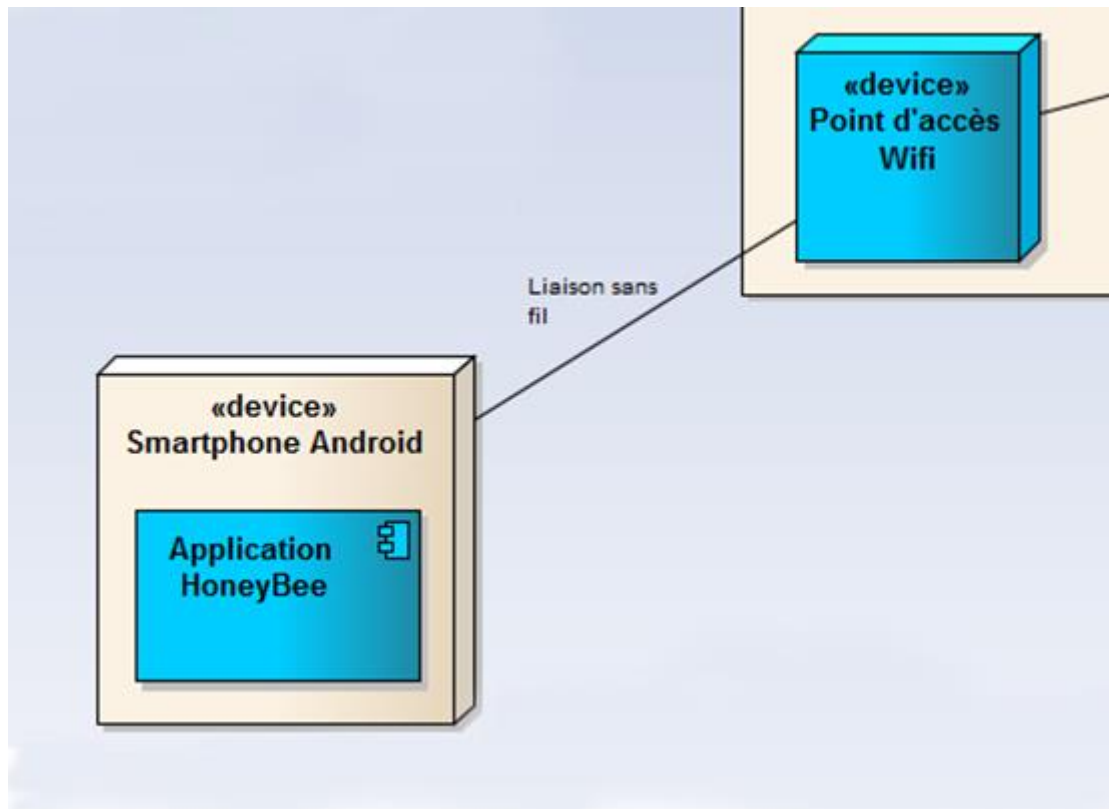 «device»
Point d'accès
Wifi
Liaison sans
fil
«device»
Smartphone Android
Application
HoneyBee